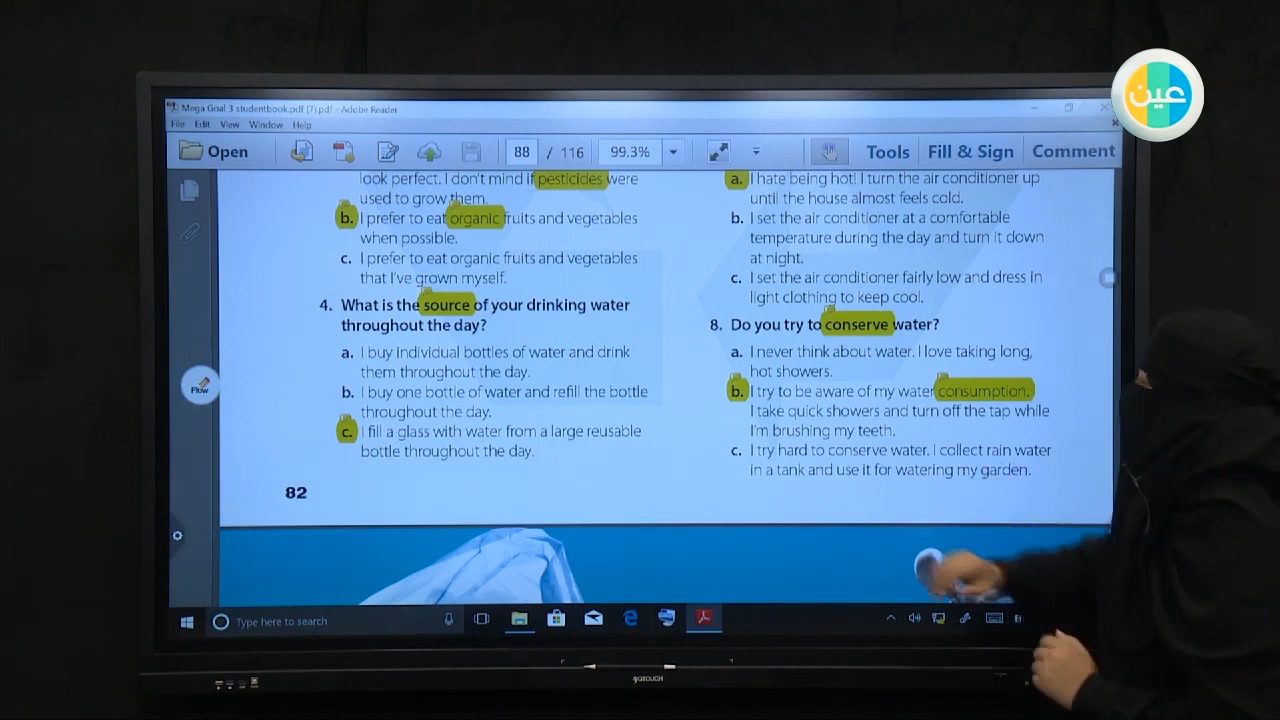 عين
Mega Goal 3 studentbook.pdf (7).pdf - Adobe Reader
File Edit View Window Help
Open 88 / 116 99.3% Tools Fill & Sign Comment
look perfect. I don't mind if pesticides were
used to grow them.
b. I prefer to eat organic fruits and vegetables
when possible.
c. I prefer to eat organic fruits and vegetables
that I've grown myself.
4. What is the source of your drinking water
throughout the day?
a. I buy individual bottles of water and drink
them throughout the day.
b. I buy one bottle of water and refill the bottle
throughout the day.
c. I fill a glass with water from a large reusable
bottle throughout the day.
82
a. I hate being hot! I turn the air conditioner up
until the house almost feels cold.
b. I set the air conditioner at a comfortable
temperature during the day and turn it down
at night.
c. I set the air conditioner fairly low and dress in
light clothing to keep cool.
8. Do you try to conserve water?
a. I never think about water. I love taking long,
hot showers.
b. I try to be aware of my water consumption.
I take quick showers and turn off the tap while
I'm brushing my teeth.
c. I try hard to conserve water. I collect rain water
in a tank and use it for watering my garden.
Flow
Type here to search